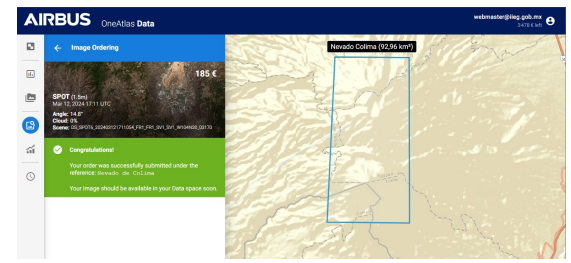 AIRBUS OneAtlas Data
webmaster@lieg.gob.mx
3478 € left
Image Ordering
185 €
SPOT (1.5m)
Mar 12, 2024 17:11 UTC
Angle: 14.8°
Cloud: 0%
Congratulations!
Your order was successfully submitted under the
reference: Nevado de Colima
Your image should be available in your Data space soon.
Nevado Colima (92,96 km²)